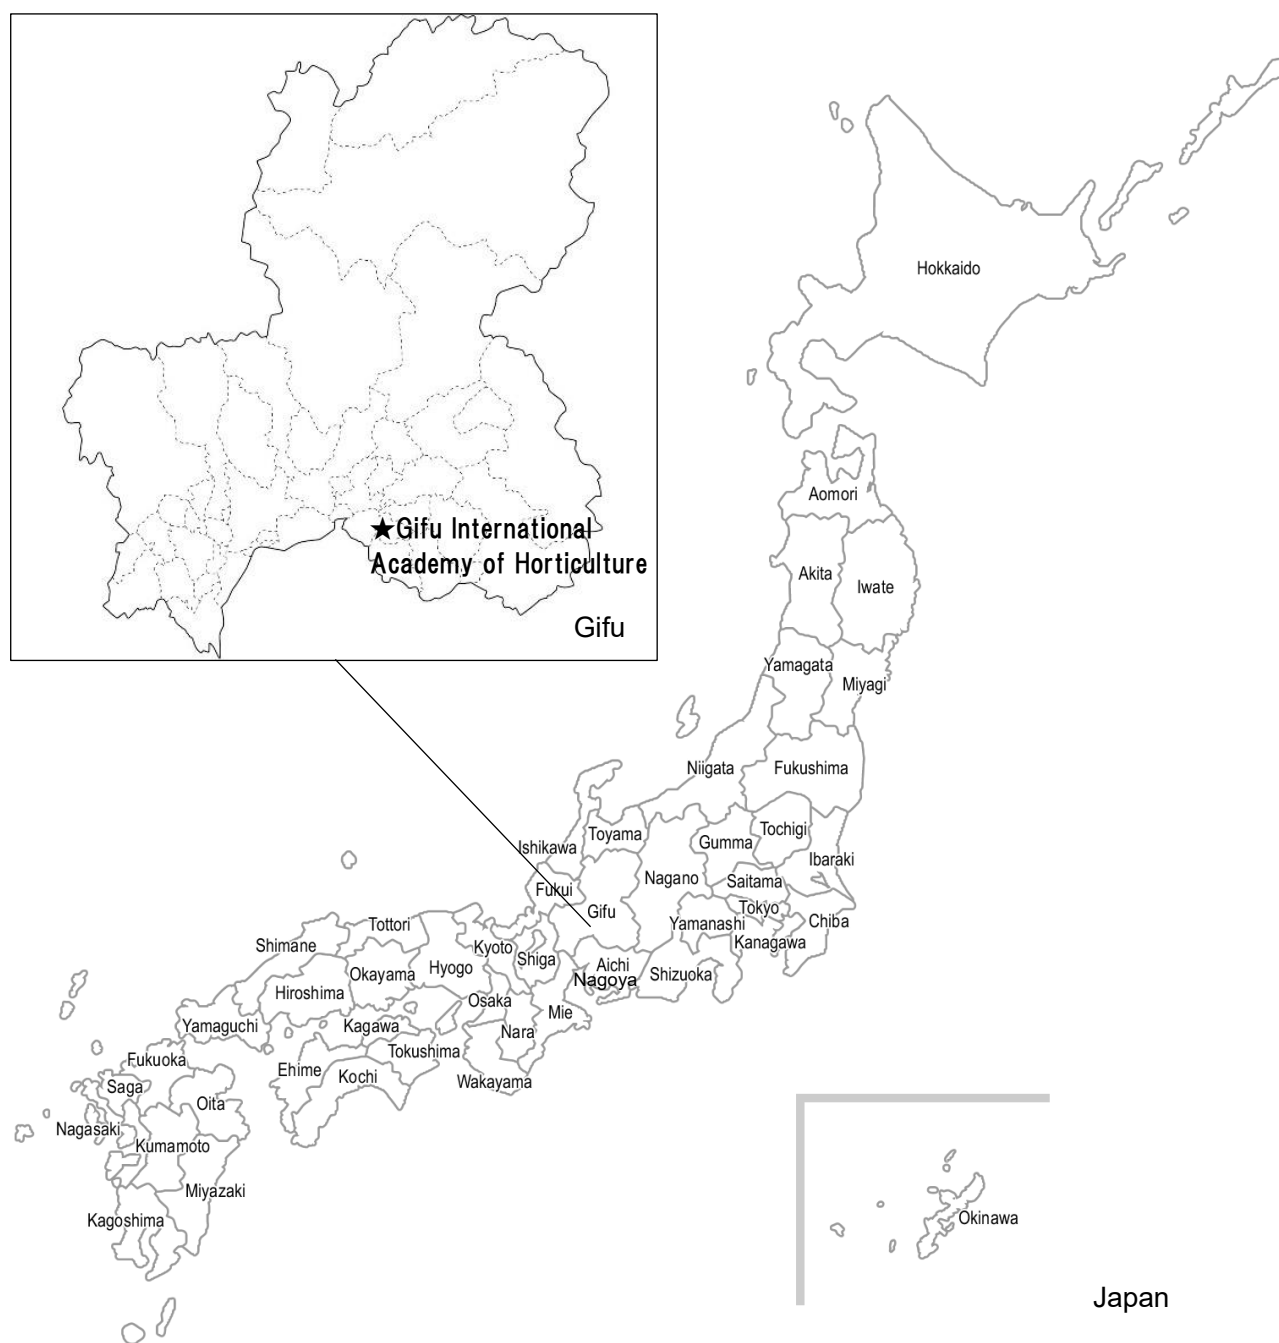 ★Gifu International
Academy of Horticulture
Gifu
Hokkaido
Aomori
Akita
Iwate
Yamagata
Miyagi
Niigata
Fukushima
Ishikawa
Toyama
Gumma
Tochigi
Ibaraki
Fukui
Gifu
Nagano
Saitama
Tokyo
Yamanashi
Kanagawa
Chiba
Tottori
Shimane
Kyoto
Shiga
Aichi
Nagoya
Shizuoka
Okayama
Hyogo
Hiroshima
Osaka
Mie
Yamaguchi
Kagawa
Nara
Tokushima
Fukuoka
Ehime
Kochi
Wakayama
Saga
Oita
Nagasaki
Kumamoto
Miyazaki
Kagoshima
Okinawa
Japan